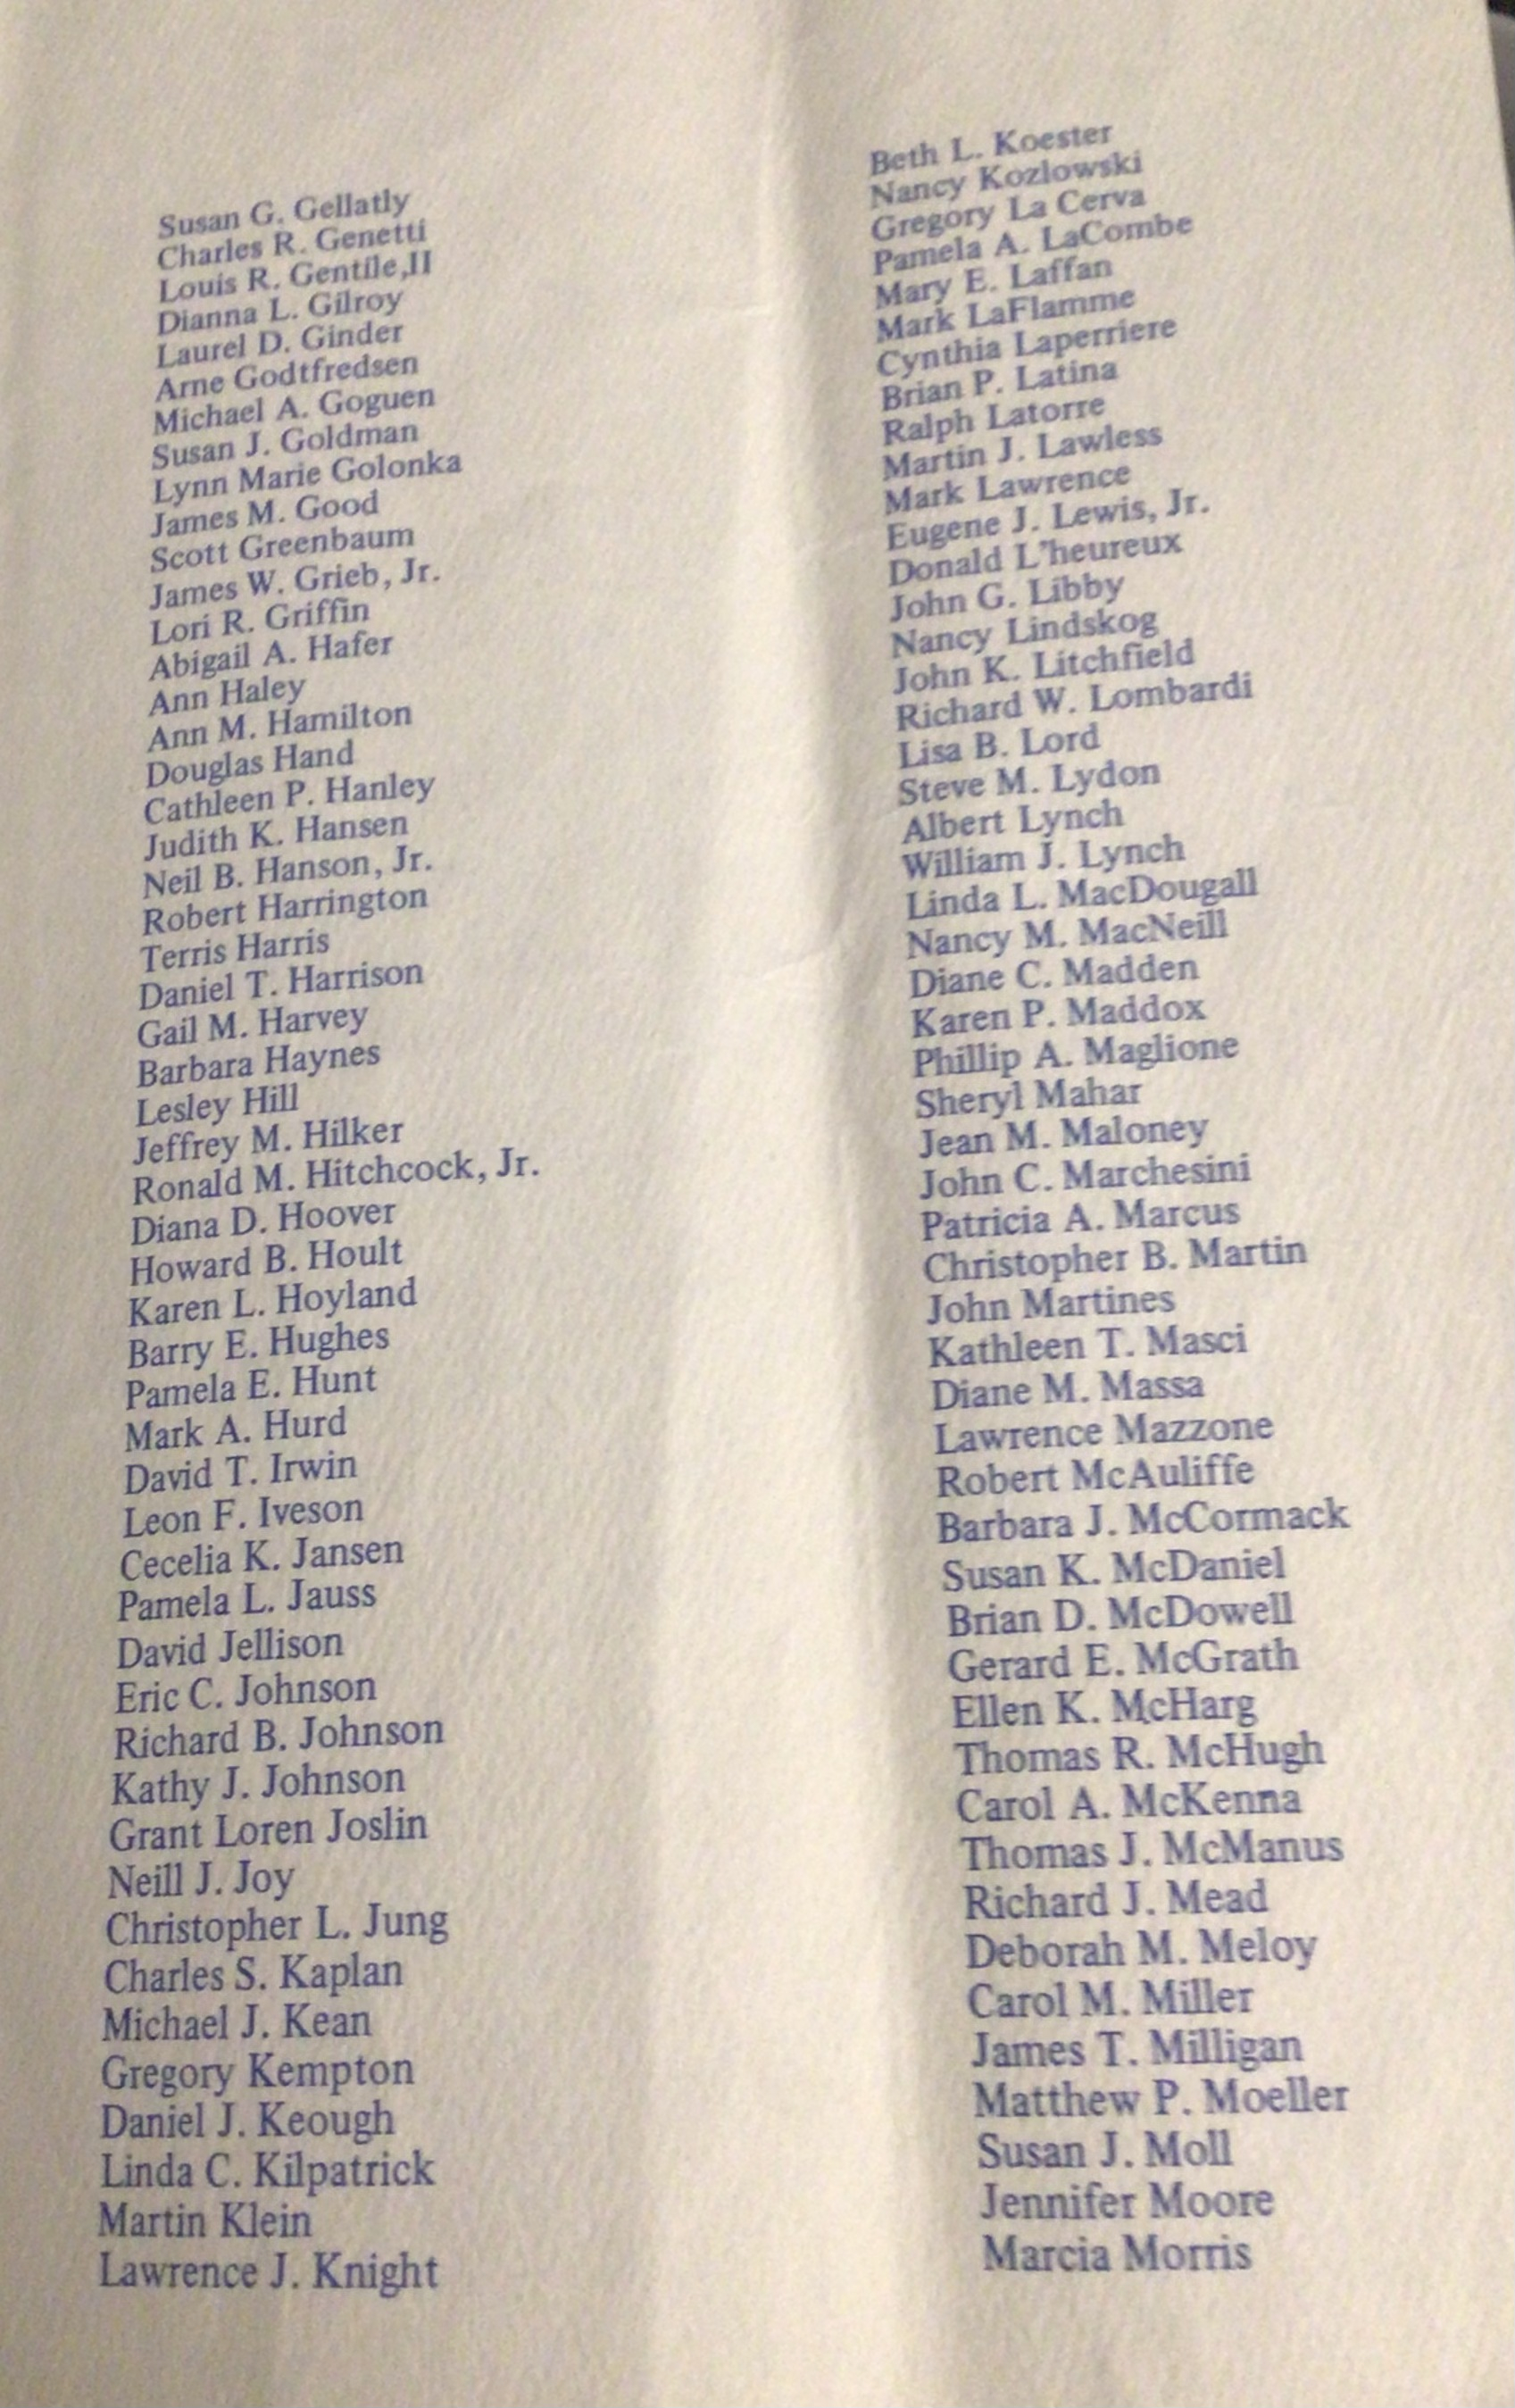 Susan G. Gellatly
Charles R. Genetti
Louis R. Gentile,II
Dianna L. Gilroy
Laurel D. Ginder
Arne Godtfredsen
Michael A. Goguen
Susan J. Goldman
Lynn Marie Golonka
James M. Good
Scott Greenbaum
James W. Grieb, Jr.
Lori R. Griffin
Abigail A. Hafer
Ann Haley
Ann M. Hamilton
Douglas Hand
Cathleen P. Hanley
Judith K. Hansen
Neil B. Hanson, Jr.
Robert Harrington
Terris Harris
Daniel T. Harrison
Gail M. Harvey
Barbara Haynes
Lesley Hill
Jeffrey M. Hilker
Ronald M. Hitchcock, Jr.
Diana D. Hoover
Howard B. Hoult
Karen L. Hoyland
Barry E. Hughes
Pamela E. Hunt
Mark A. Hurd
David T. Irwin
Leon F. Iveson
Cecelia K. Jansen
Pamela L. Jauss
David Jellison
Eric C. Johnson
Richard B. Johnson
Kathy J. Johnson
Grant Loren Joslin
Neill J. Joy
Christopher L. Jung
Charles S. Kaplan
Michael J. Kean
Gregory Kempton
Daniel J. Keough
Linda C. Kilpatrick
Martin Klein
Lawrence J. Knight
Beth L. Koester
Nancy Kozlowski
Gregory La Cerva
Pamela A. LaCombe
Mary E. Laffan
Mark LaFlamme
Cynthia Laperriere
Brian P. Latina
Ralph Latorre
Martin J. Lawless
Mark Lawrence
Eugene J. Lewis, Jr.
Donald L'heureux
John G. Libby
Nancy Lindskog
John K. Litchfield
Richard W. Lombardi
Lisa B. Lord
Steve M. Lydon
Albert Lynch
William J. Lynch
Linda L. MacDougall
Nancy M. MacNeill
Diane C. Madden
Karen P. Maddox
Phillip A. Maglione
Sheryl Mahar
Jean M. Maloney
John C. Marchesini
Patricia A. Marcus
Christopher B. Martin
John Martines
Kathleen T. Masci
Diane M. Massa
Lawrence Mazzone
Robert McAuliffe
Barbara J. McCormack
Susan K. McDaniel
Brian D. McDowell
Gerard E. McGrath
Ellen K. McHarg
Thomas R. McHugh
Carol A. McKenna
Thomas J. McManus
Richard J. Mead
Deborah M. Meloy
Carol M. Miller
James T. Milligan
Matthew P. Moeller
Susan J. Moll
Jennifer Moore
Marcia Morris